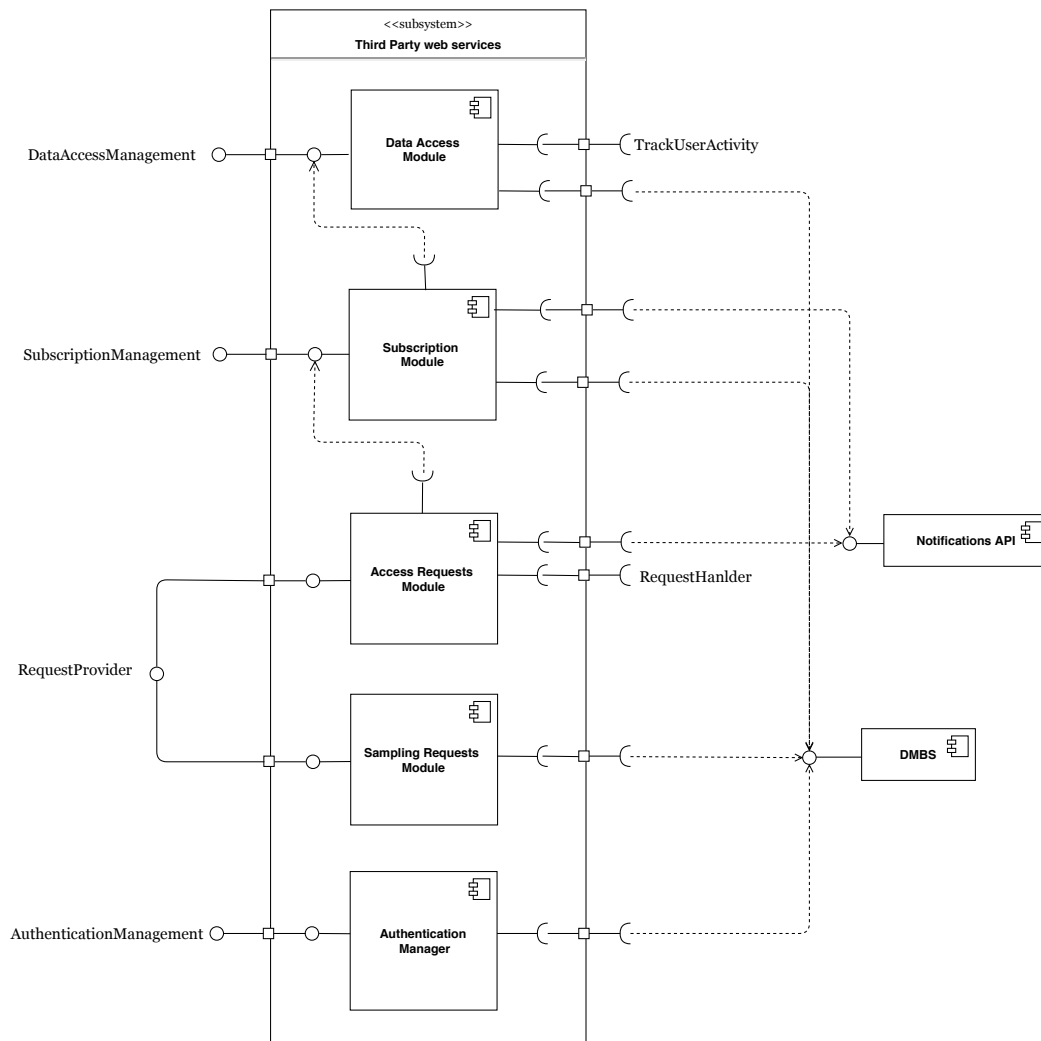 <<subsystem>>
Third Party web services
Data Access
Module
DataAccessManagement
TrackUserActivity
Subscription
Module
SubscriptionManagement
Access Requests
Module
Notifications API
RequestHanlder
RequestProvider
Sampling Requests
Module
DMBS
Authentication
Manager
AuthenticationManagement